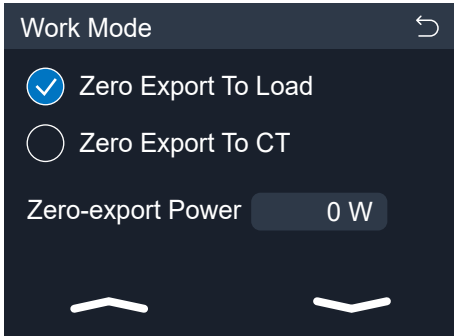 Work Mode
Zero Export To Load
Zero Export To CT
Zero-export Power 0 W